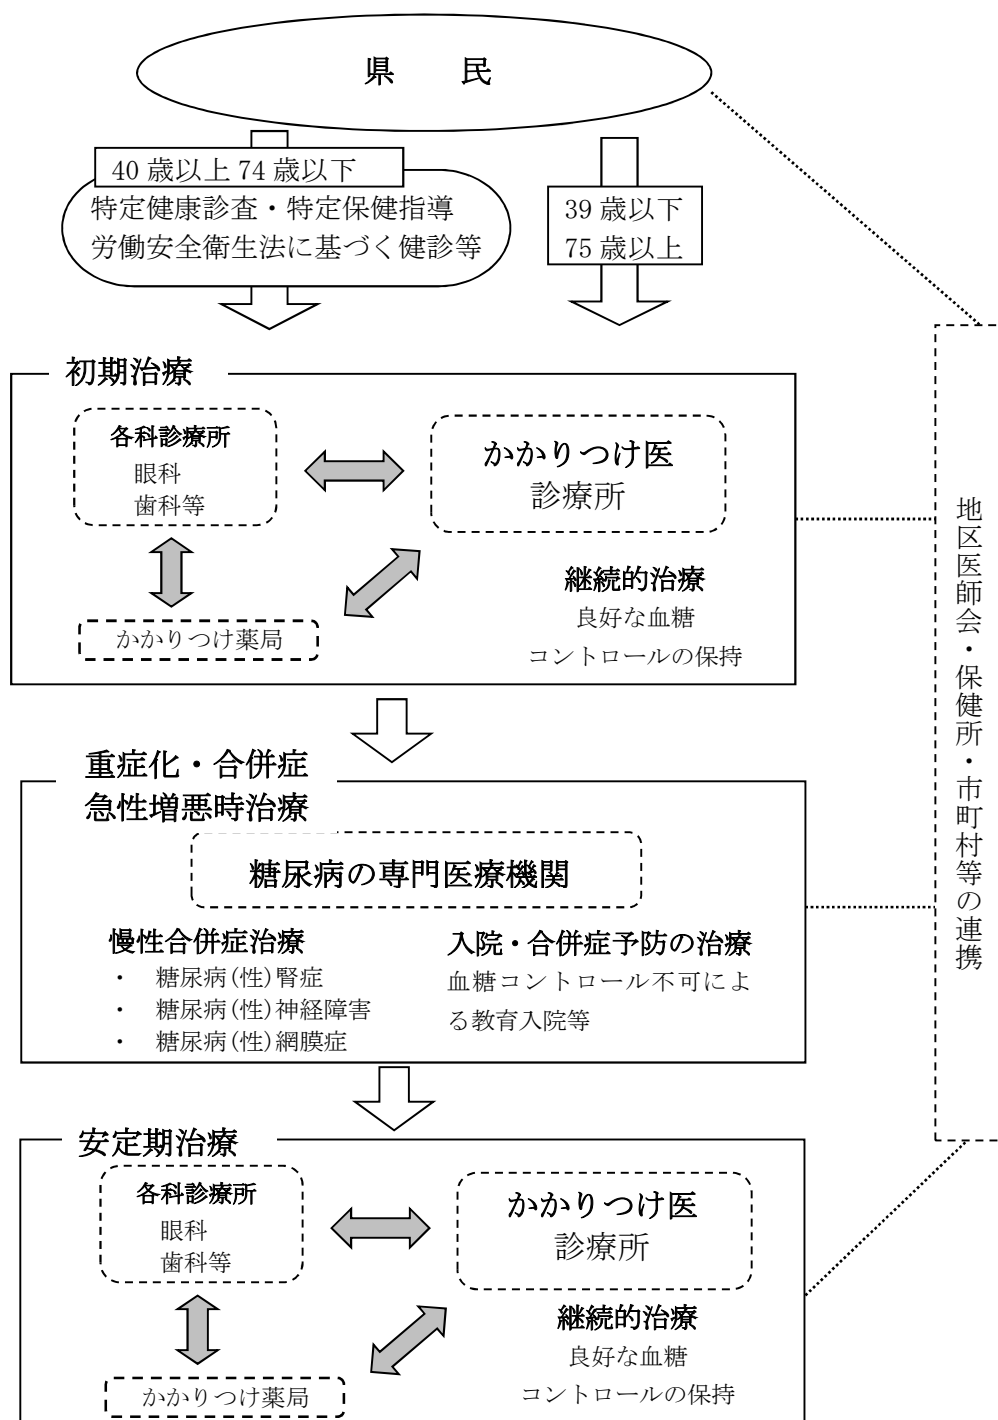 県　　民
40 歳以上 74 歳以下
特定健康診査・特定保健指導
労働安全衛生法に基づく健診等
39 歳以下
75 歳以上
初期治療
各科診療所
眼科
歯科等
かかりつけ医
診療所
かかりつけ薬局
継続的治療
良好な血糖
コントロールの保持
重症化・合併症
急性増悪時治療
糖尿病の専門医療機関
慢性合併症治療
・　糖尿病(性)腎症
・　糖尿病(性)神経障害
・　糖尿病(性)網膜症
入院・合併症予防の治療
血糖コントロール不可によ
る教育入院等
安定期治療
各科診療所
眼科
歯科等
かかりつけ医
診療所
かかりつけ薬局
継続的治療
良好な血糖
コントロールの保持
地区医師会・保健所・市町村等の連携